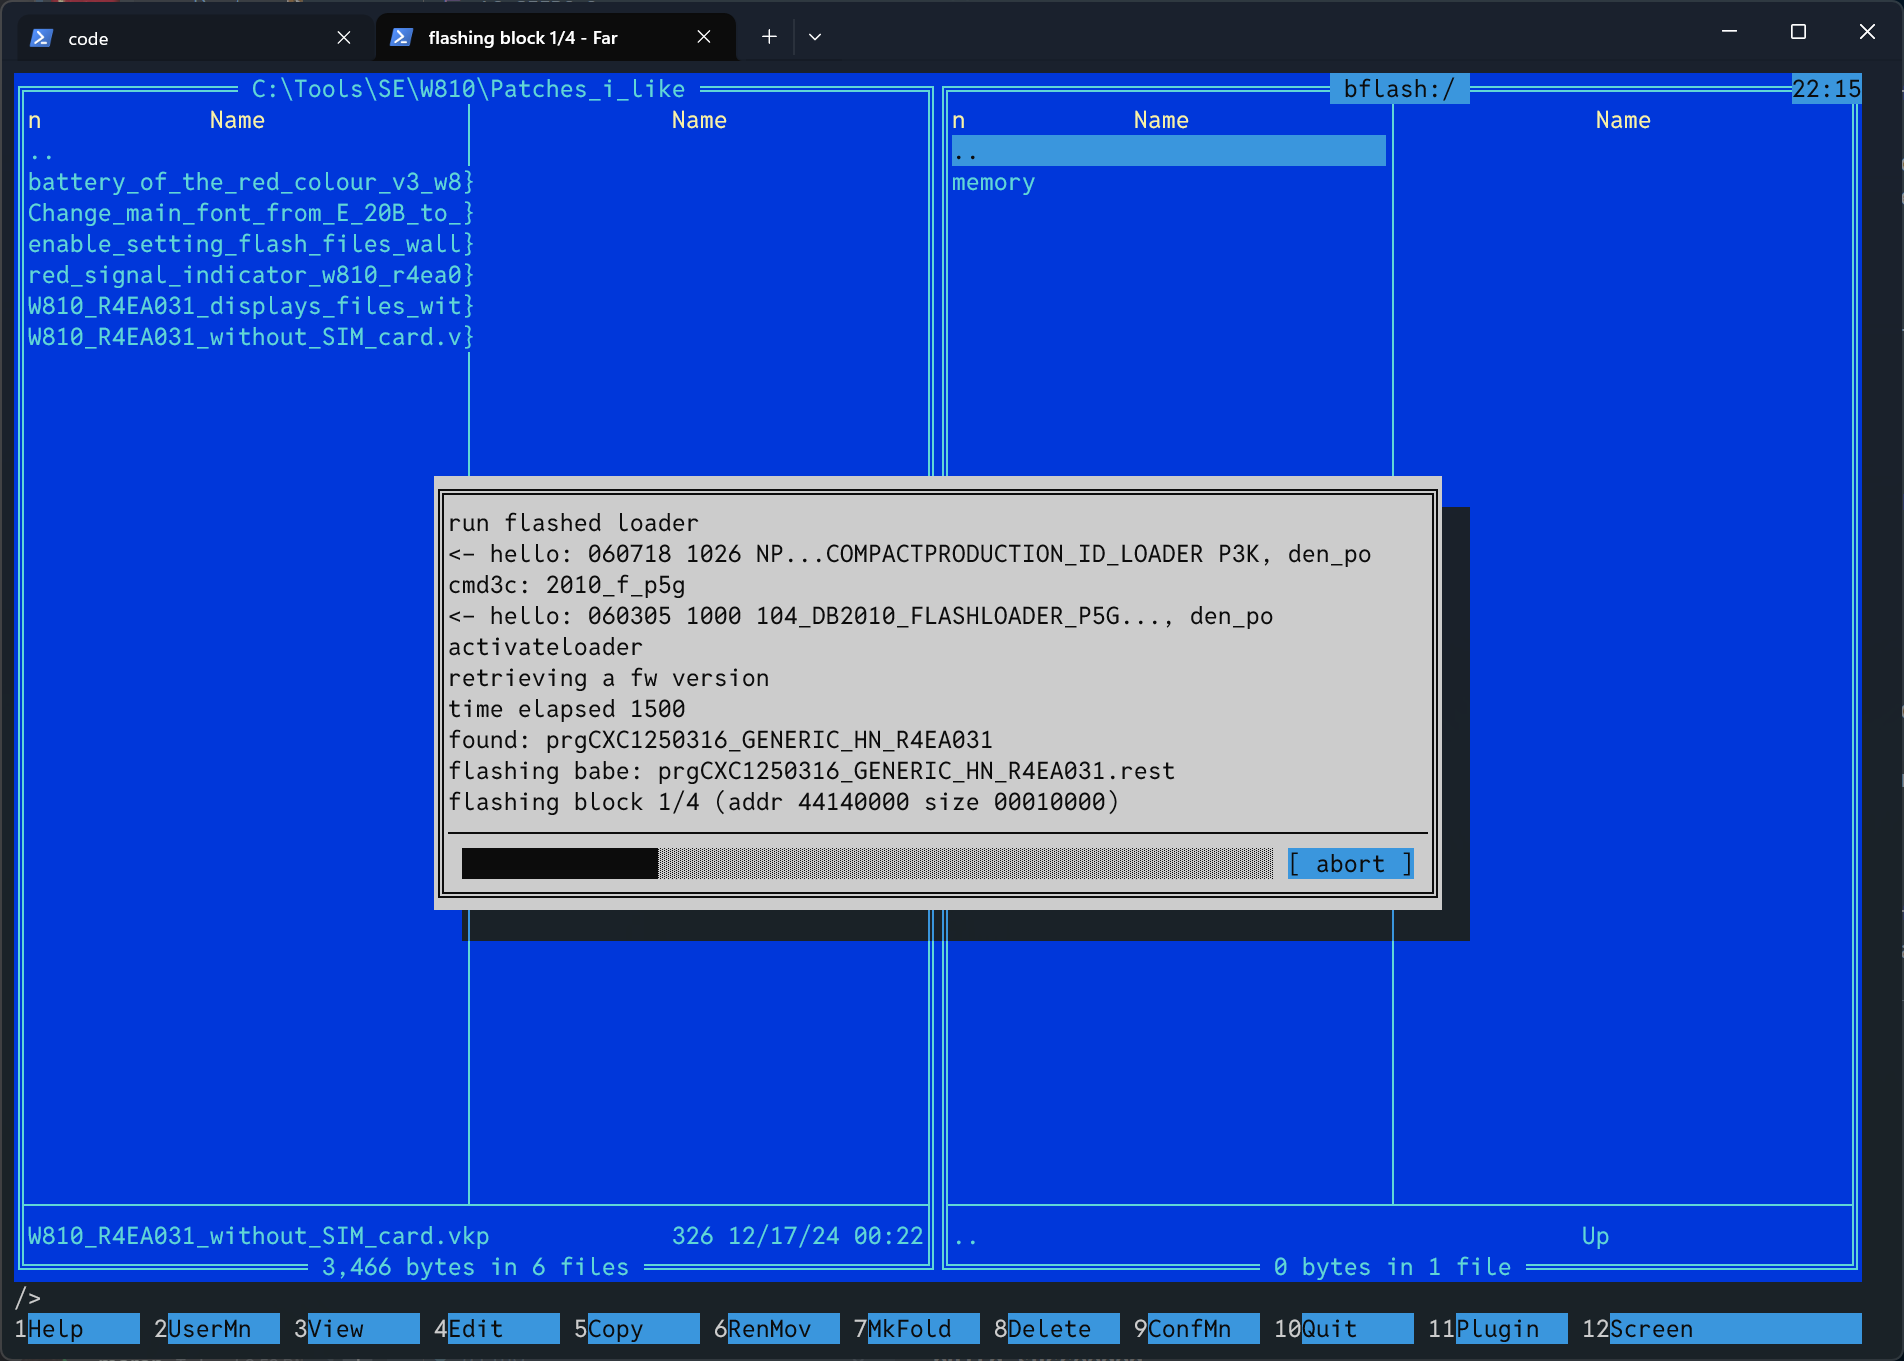 code
flashing block 1/4 - Far
C:\Tools\SE\W810\Patches_i_like
bflash:/
22:15
n Name Name
n Name Name
..
battery_of_the_red_colour_v3_w8}
Change_main_font_from_E_20B_to_}
enable_setting_flash_files_wall}
red_signal_indicator_w810_r4ea0}
W810_R4EA031_displays_files_wit}
W810_R4EA031_without_SIM_card.v}
..
memory
run flashed loader
<- hello: 060718 1026 NP...COMPACTPRODUCTION_ID_LOADER P3K, den_po
cmd3c: 2010_f_p5g
<- hello: 060305 1000 104_DB2010_FLASHLOADER_P5G..., den_po
activateloader
retrieving a fw version
time elapsed 1500
found: prgCXC1250316_GENERIC_HN_R4EA031
flashing babe: prgCXC1250316_GENERIC_HN_R4EA031.rest
flashing block 1/4 (addr 44140000 size 00010000)
[ abort ]
W810_R4EA031_without_SIM_card.vkp 326 12/17/24 00:22
3,466 bytes in 6 files
.. Up
0 bytes in 1 file
/>
1Help 2UserMn 3View 4Edit 5Copy 6RenMov 7MkFold 8Delete 9ConfMn 10Quit 11Plugin 12Screen